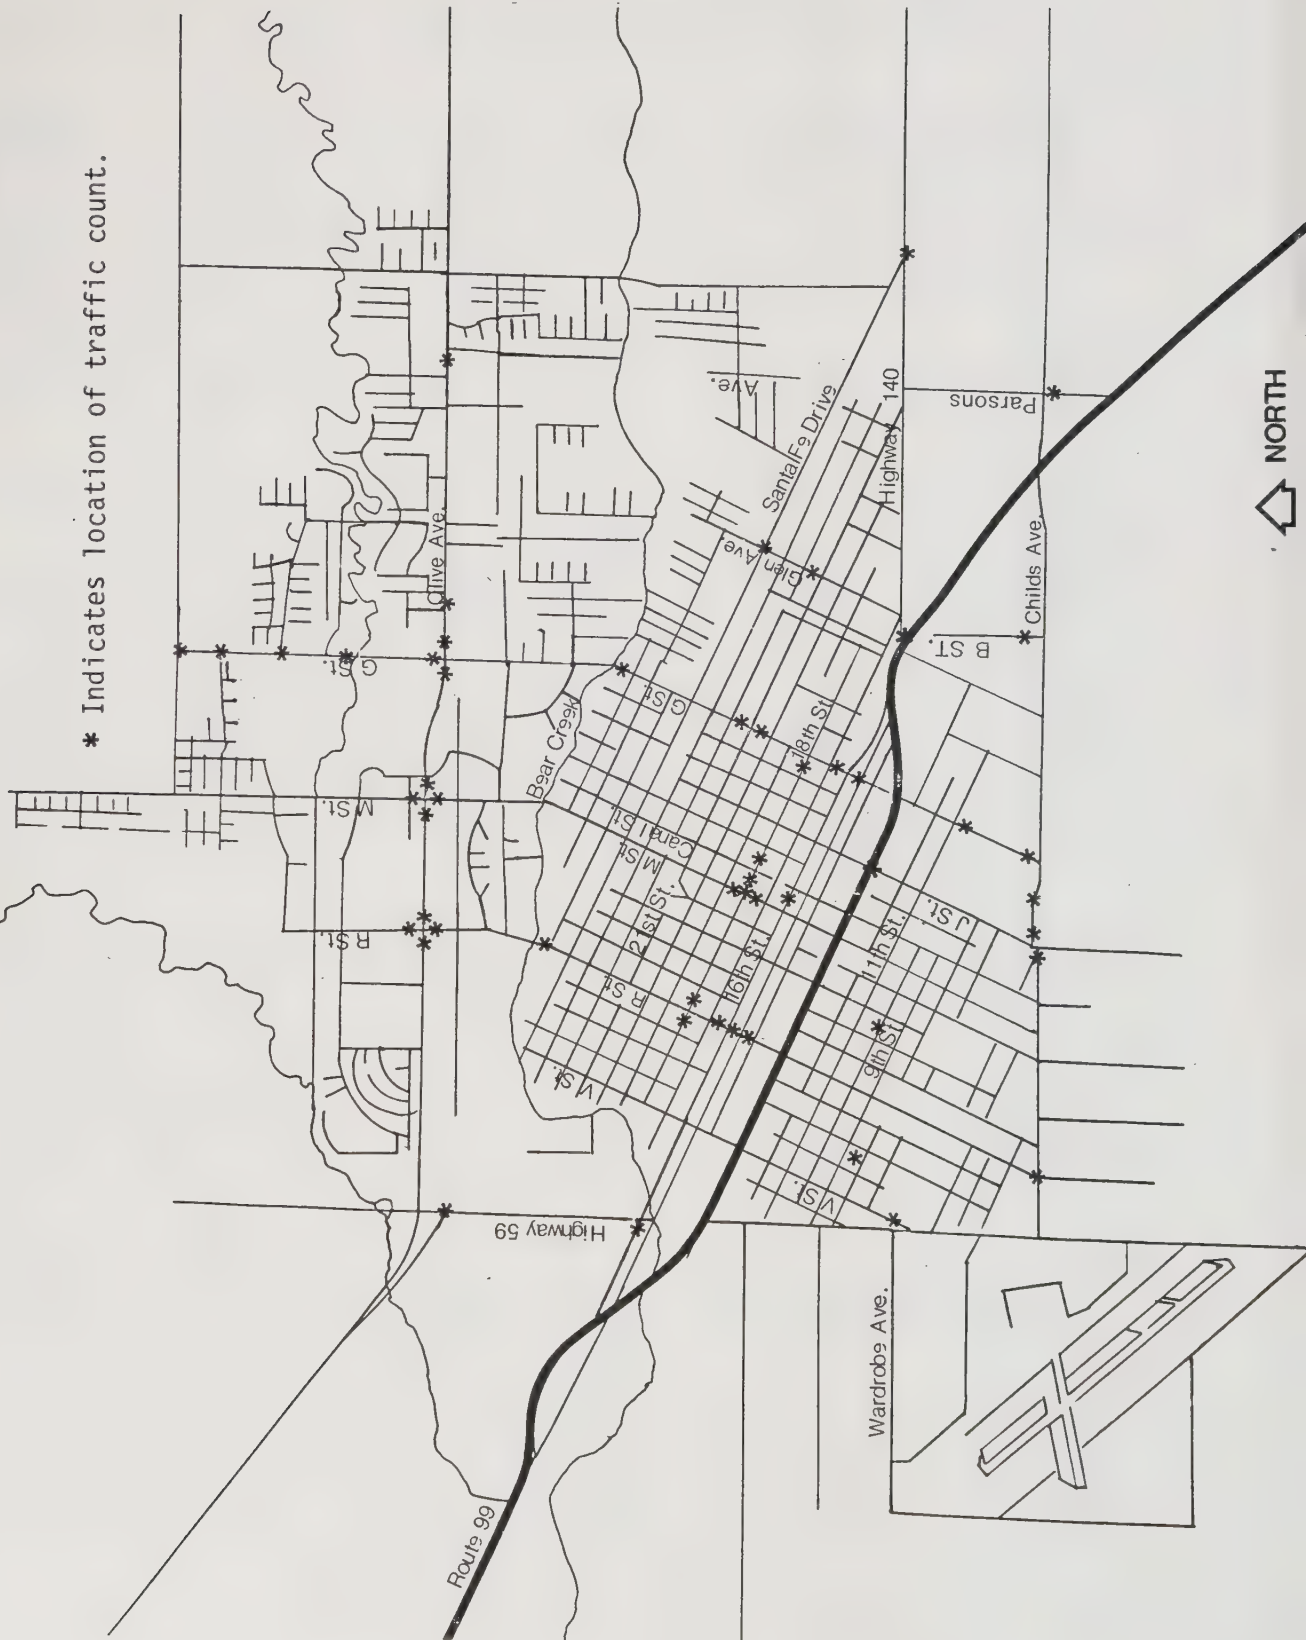 * Indicates location of traffic count.
Olive Ave.
G St.
M St.
R St.
Bear Creek
G St.
Canal St.
M St.
21st St.
R St.
V St.
16th St.
18th St.
Glen Ave.
Ave.
Santa Fe Drive
Highway 140
Parsons
B ST.
Childs Ave.
J St.
11th St.
9th St.
V St.
Highway 59
Route 99
Wardrobe Ave.
NORTH